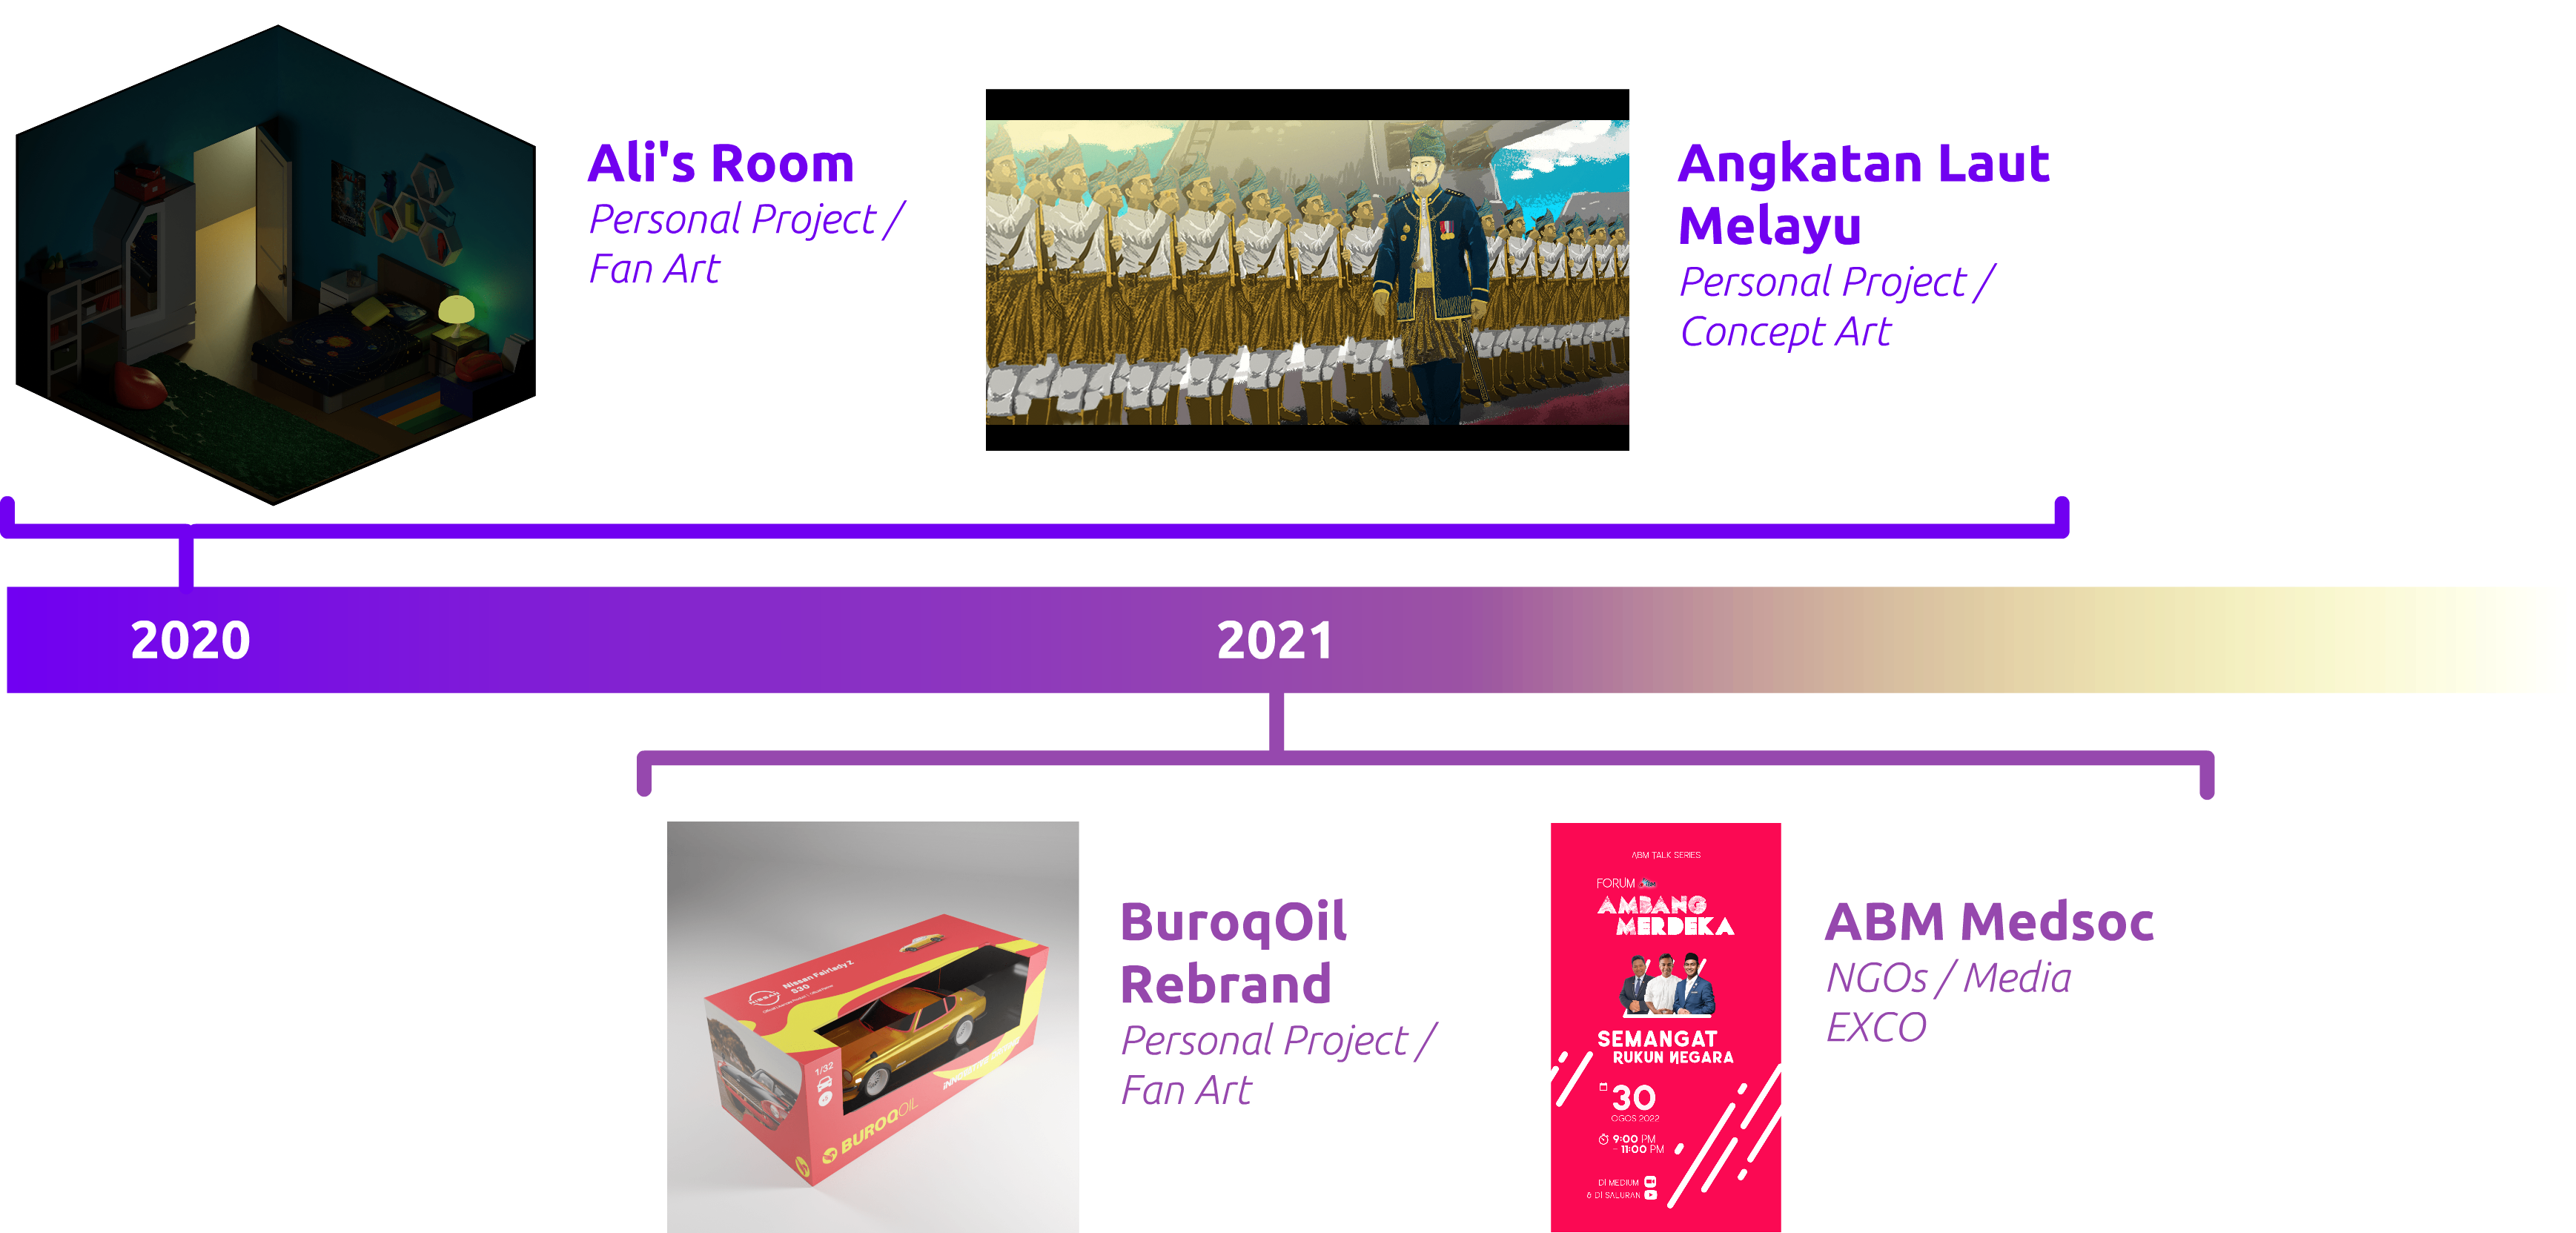 Ali's Room
Personal Project /
Fan Art
Angkatan Laut
Melayu
Personal Project /
Concept Art
2020
2021
Nissan Fairlady Z
S30
1/32
BUROQOIL
BuroqOil
Rebrand
Personal Project /
Fan Art
ABM TALK SERIES
FORUM
AMBANG
MERDEKA
SEMANGAT
RUKUN NEGARA
30
OGOS 2022
9:00 PM
- 11:00 PM
DI MEDIUM
& DI SALURAN
ABM Medsoc
NGOs / Media
EXCO